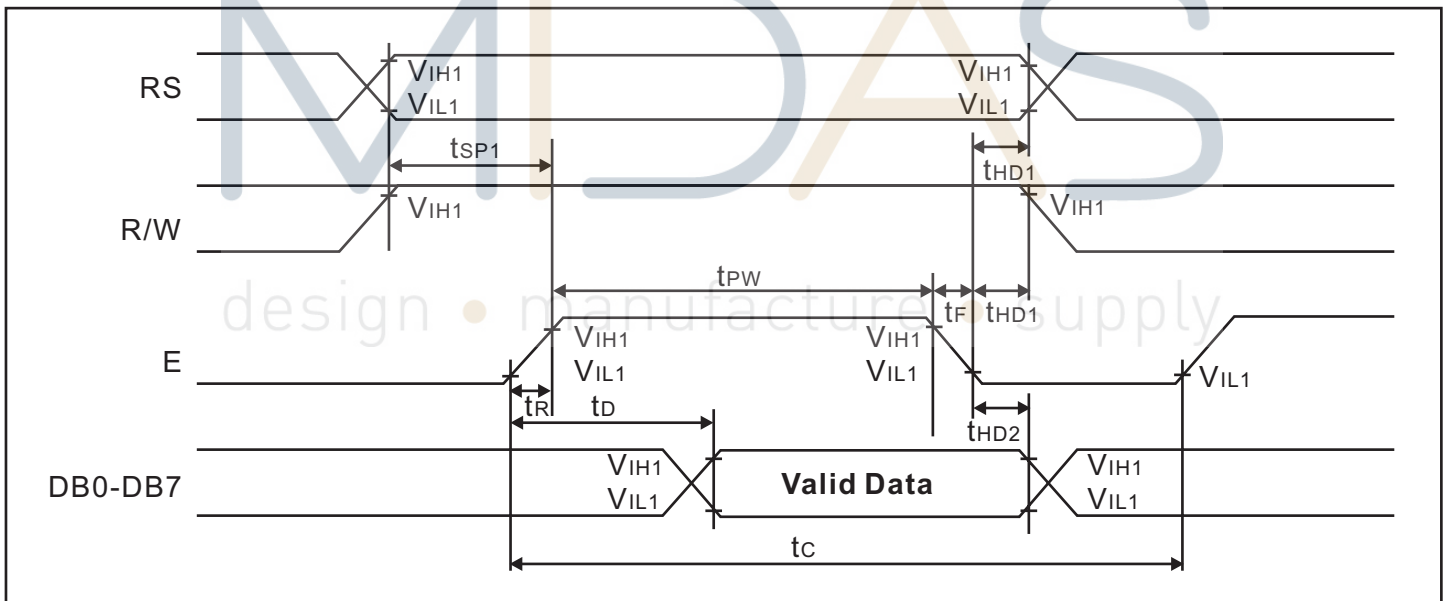 MIDAS
RS
VIH1
VIL1
VIH1
VIL1
tSP1
tHD1
R/W
VIH1
VIH1
tPW
tF
tHD1
design • manufacture • supply
E
VIH1
VIL1
VIH1
VIL1
VIL1
tR
tD
tHD2
DB0-DB7
VIH1
VIL1
Valid Data
VIH1
VIL1
tC